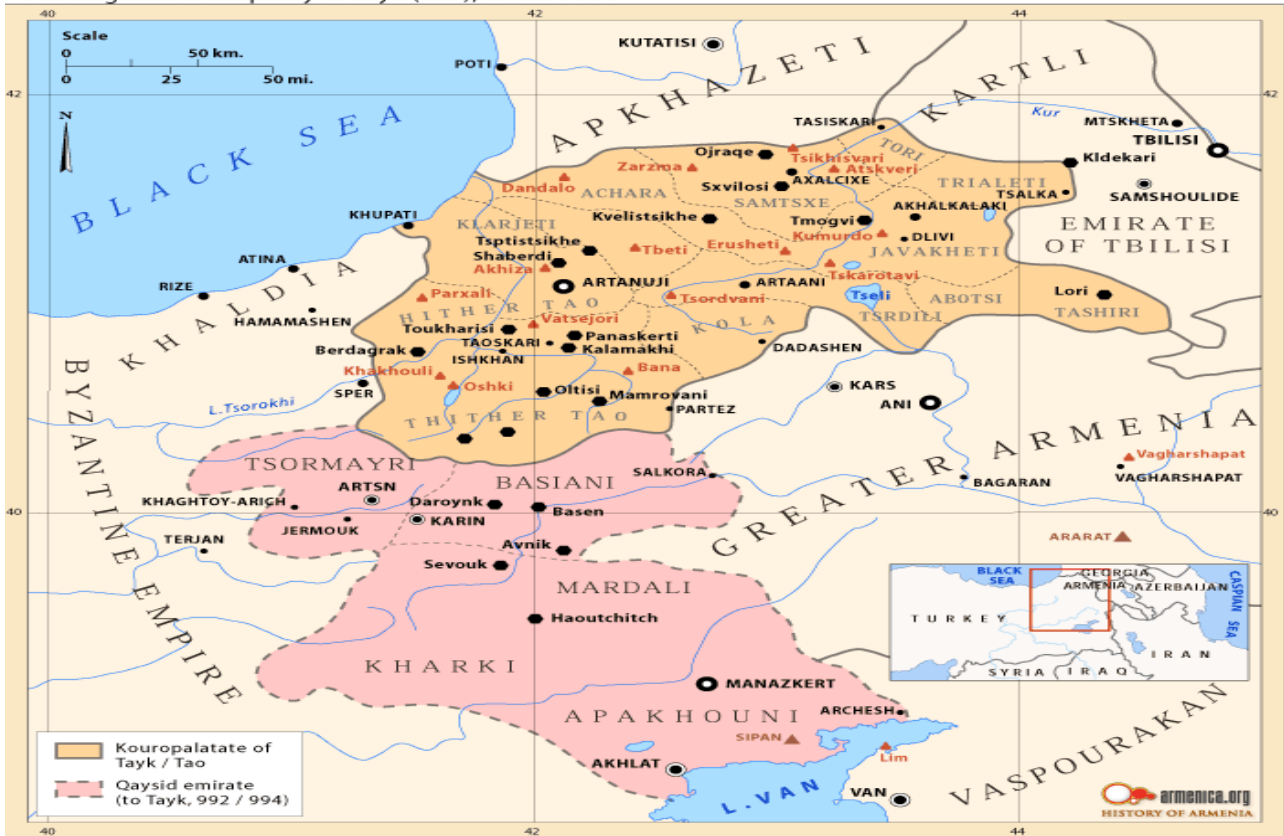 40
42
44
Scale
0
50 km.
0
25
50 mi.
N
KUTATISI
POTI
42
42
BLACK SEA
APKHAZETI
KARTLI
TASISKARI
Kur
MTSKHETA
TBILISI
Ojraqe
Tsikhisvari
TORI
Kldekari
Zarzma
AXALCIXE
Atskveri
Dandalo
ACHARA
Sxvilosi
SAMTSXE
TRIALETI
TSALKA
SAMSHOULIDE
KHUPATI
KLARJETI
Kvelistsikhe
Tmogvi
AKHALKALAKI
EMIRATE
OF TBILISI
Tsptistsikhe
Tbeti
Erusheti
Kumurdo
DLIVI
JAVAKHETI
Shaberdi
Akhiza
Tskarotavi
ATINA
RIZE
KHALDIA
HAMAMASHEN
Parxali
ARTANUJI
ARTAANI
Tsordvani
Tseli
ABOTSI
Lori
HITHER TAO
Vatsejori
KOLA
TSRDILI
TASHIRI
Toukharisi
TAOSKARI
Panaskerti
Kalamakhi
DADASHEN
Berdagrak
ISHKHAN
Khakhouli
Oshki
Bana
SPER
Oltisi
Mamrovani
KARS
ANI
L.Tsorokhi
THITHER TAO
PARTEZ
BYZANTINE EMPIRE
GREATER ARMENIA
TSORMAYRI
ARTSN
BASIANI
SALKORA
Vagharshapat
VAGHARSHAPAT
BAGARAN
KHAGHTOY-ARICH
Daroynk
Basen
40
40
JERMOUK
KARIN
TERJAN
Avnik
ARARAT
Sevouk
MARDALI
Haoutchitch
KHARKI
MANAZKERT
APAKHOUNI
ARCHESH
SIPAN
Lim
AKHLAT
L.VAN
VAN
VASPOURAKAN
BLACK
SEA
GEORGIA
ARMENIA
AZERBAIJAN
CASPIAN
SEA
TURKEY
IRAN
SYRIA
IRAQ
Kouropalatate of
Tayk / Tao
Qaysid emirate
(to Tayk, 992 / 994)
armenica.org
HISTORY OF ARMENIA
40
42
44